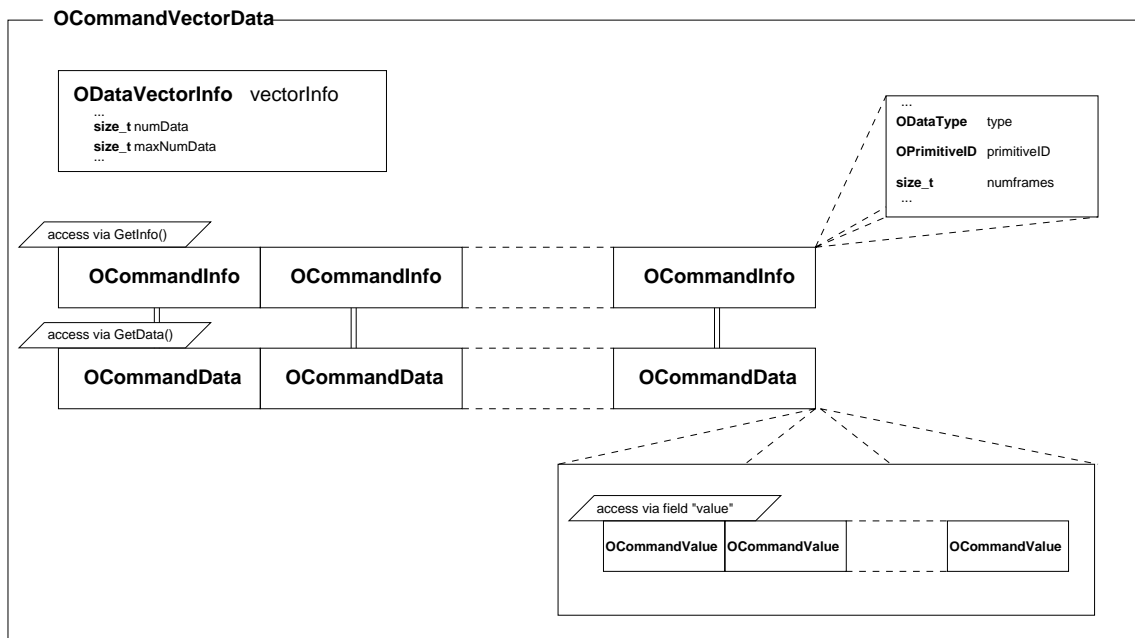 OCommandVectorData
ODataVectorInfo vectorInfo
...
size_t numData
size_t maxNumData
...
...
ODataType type
OPrimitiveID primitiveID
size_t numframes
...
access via GetInfo()
OCommandInfo OCommandInfo OCommandInfo
access via GetData()
OCommandData OCommandData OCommandData
access via field "value"
OCommandValue OCommandValue OCommandValue